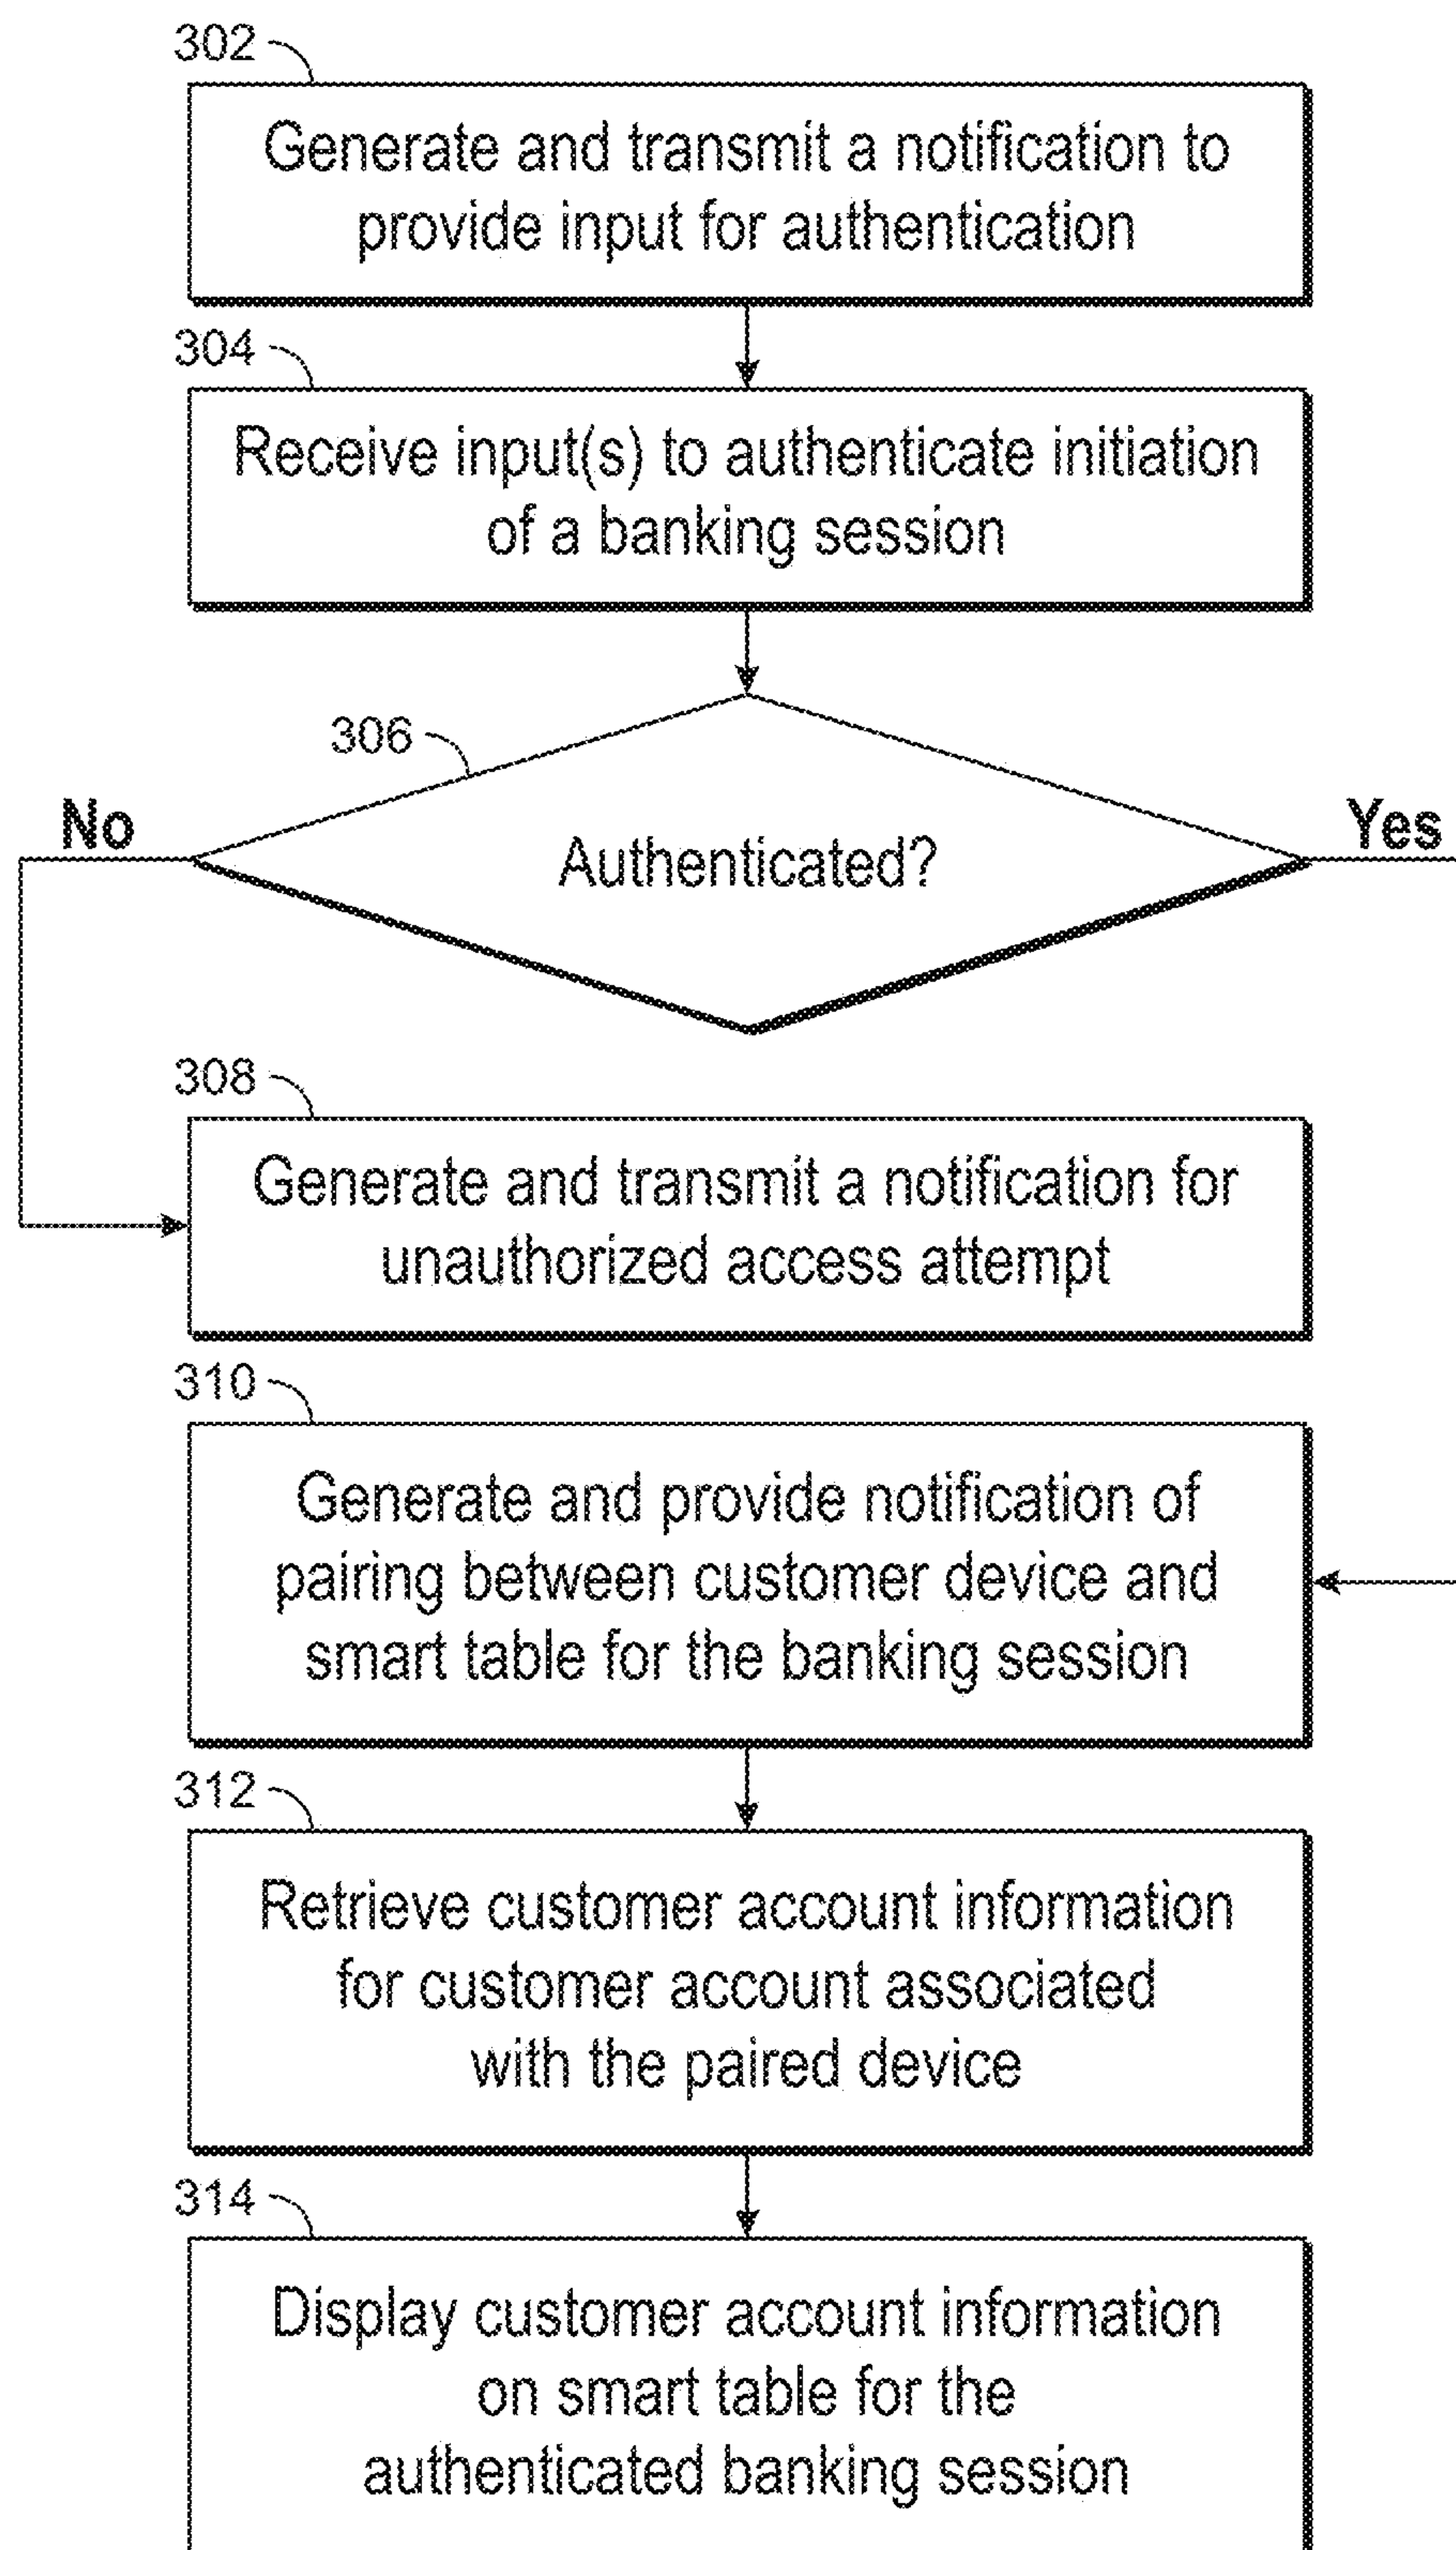 302
Generate and transmit a notification to
provide input for authentication
304
Receive input(s) to authenticate initiation
of a banking session
306
No
Yes
Authenticated?
308
Generate and transmit a notification for
unauthorized access attempt
310
Generate and provide notification of
pairing between customer device and
smart table for the banking session
312
Retrieve customer account information
for customer account associated
with the paired device
314
Display customer account information
on smart table for the
authenticated banking session